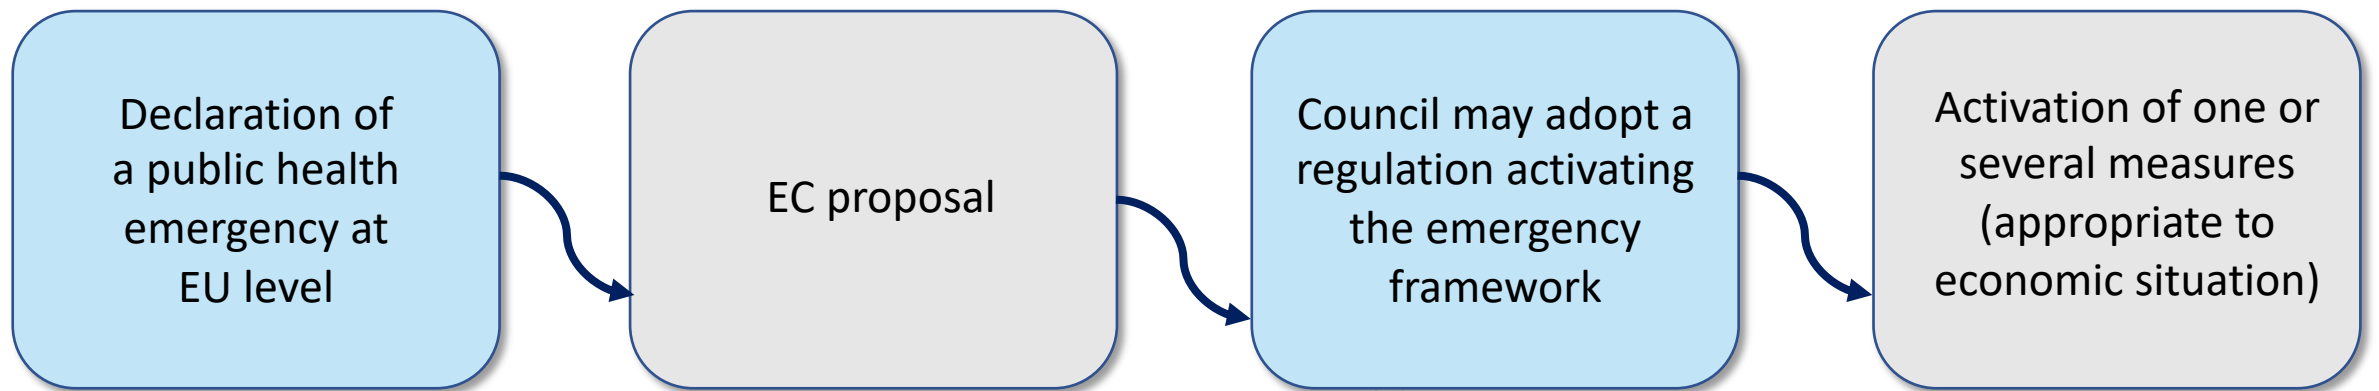 Declaration of
a public health
emergency at
EU level
EC proposal
Council may adopt a
regulation activating
the emergency
framework
Activation of one or
several measures
(appropriate to
economic situation)